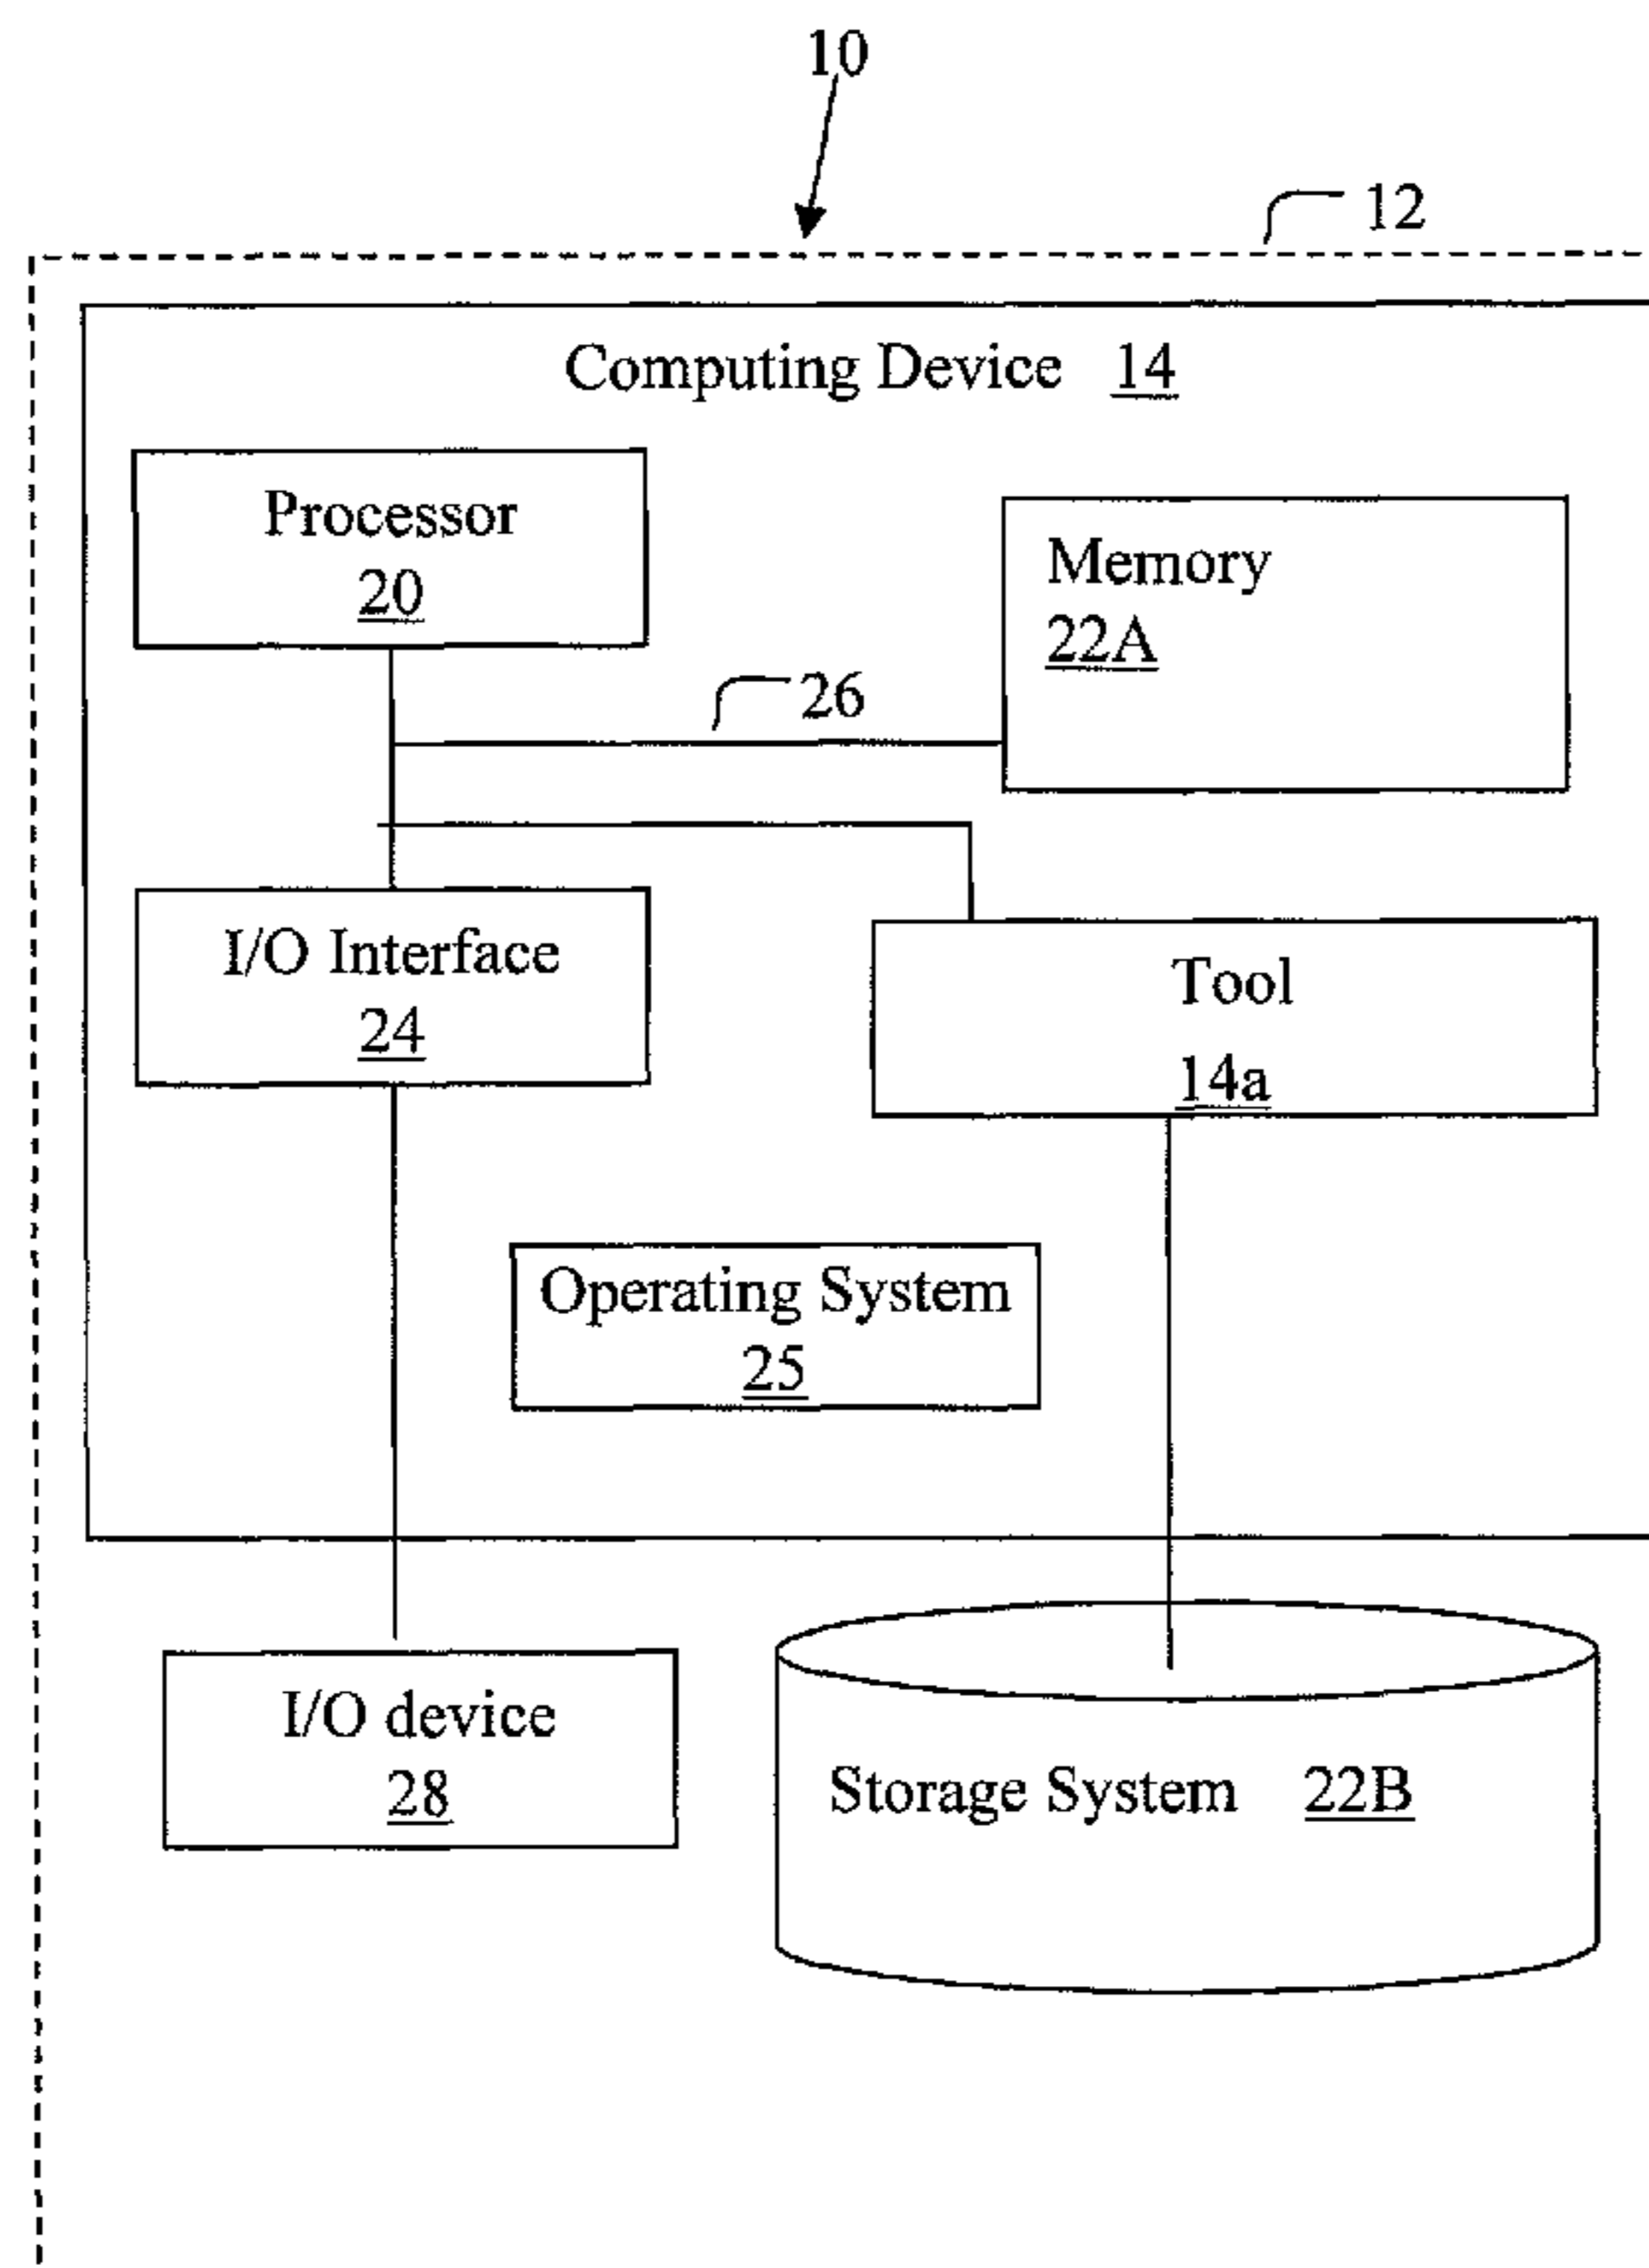 10
12
Computing Device 14
Processor
20
Memory
22A
26
I/O Interface
24
Tool
14a
Operating System
25
I/O device
28
Storage System 22B